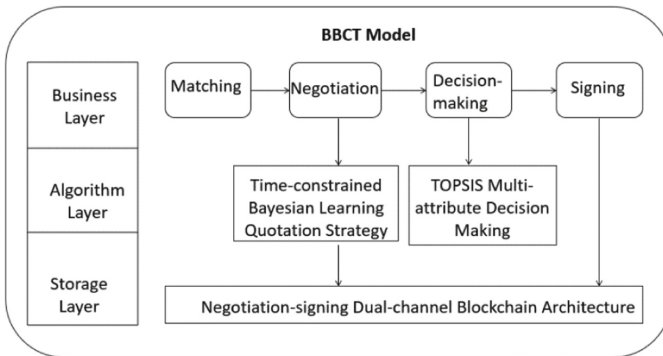 BBCT Model
Business
Layer
Algorithm
Layer
Storage
Layer
Matching
Negotiation
Decision-
making
Signing
Time-constrained
Bayesian Learning
Quotation Strategy
TOPSIS Multi-
attribute Decision
Making
Negotiation-signing Dual-channel Blockchain Architecture